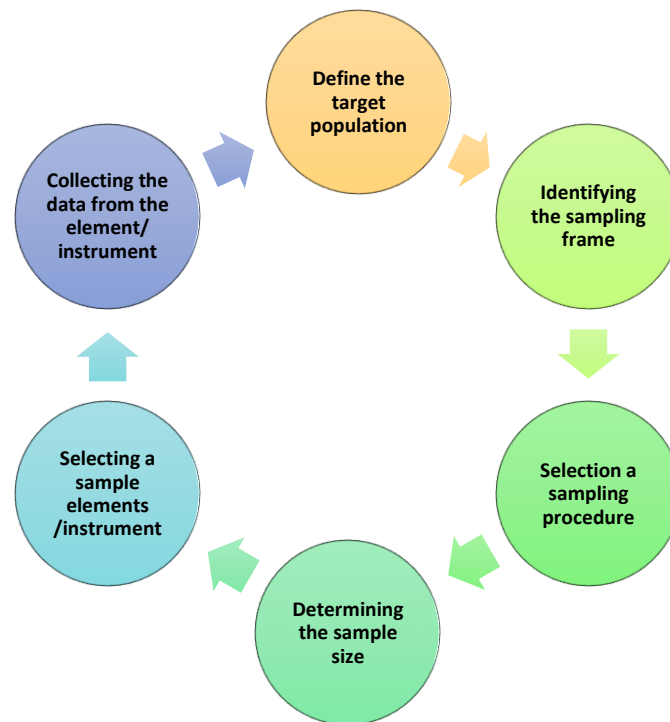 Define the
target
population
Identifying
the sampling
frame
Selection a
sampling
procedure
Determining
the sample
size
Selecting a
sample
elements
/instrument
Collecting the
data from the
element/
instrument